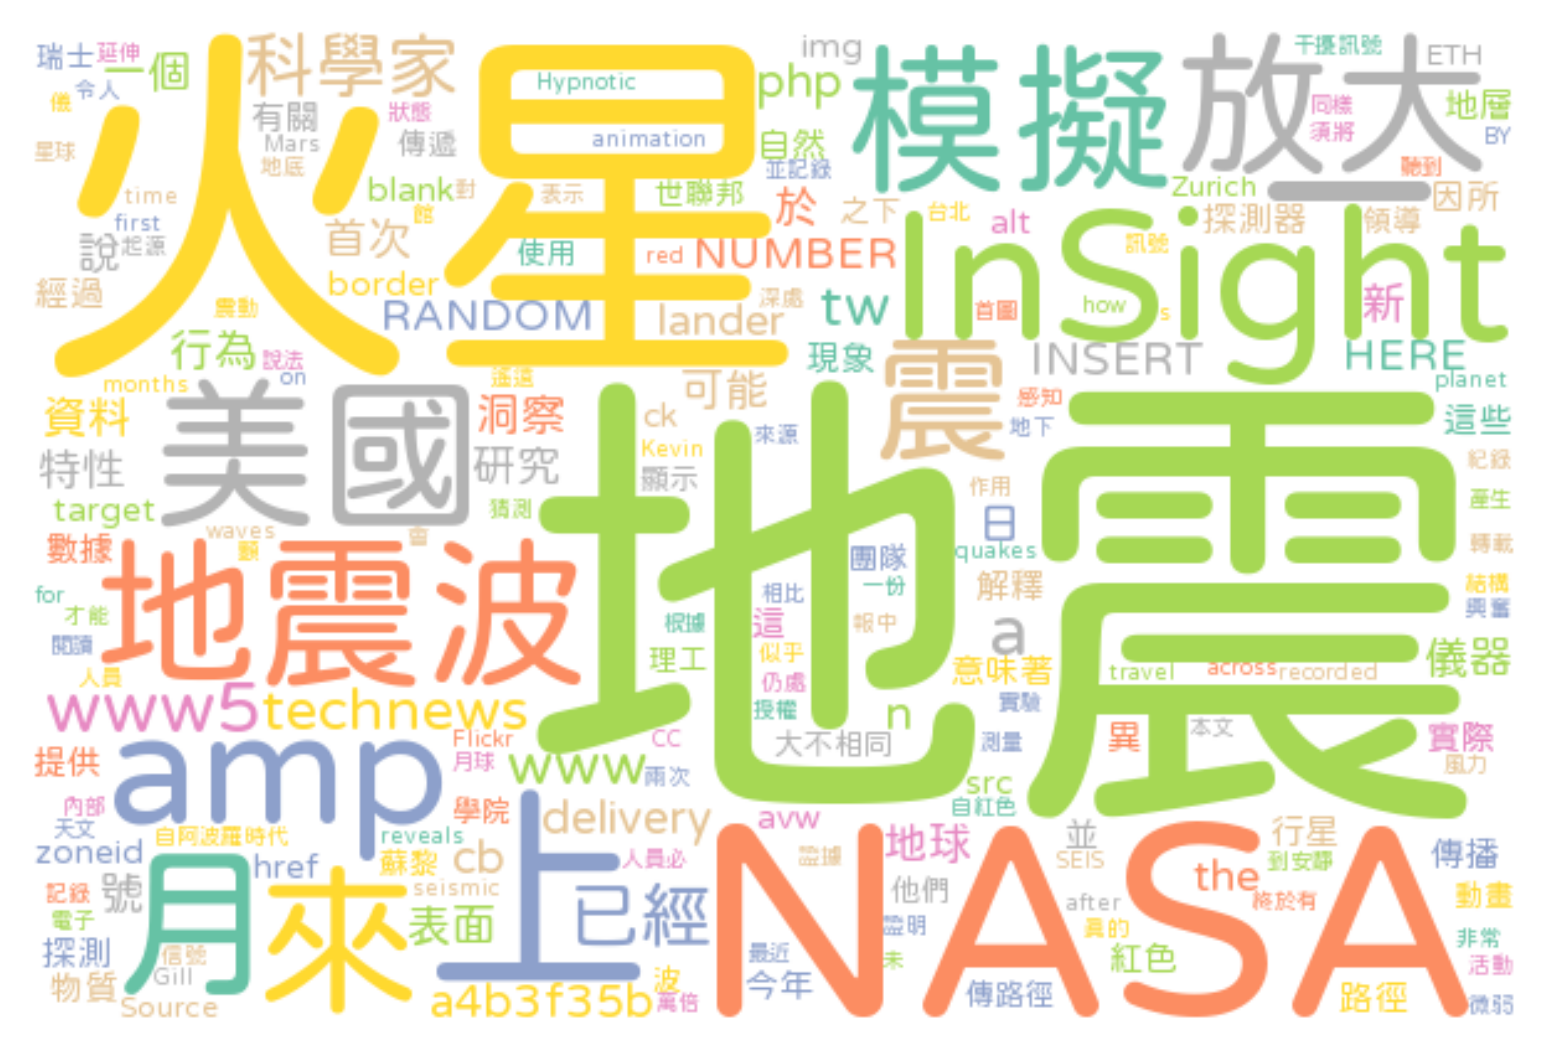 瑞士 延伸 一個 科學家
令人
儀
星球
火星
有關
Mars
地底
狀態
傳遞
Hypnotic
animation
img
php
自然
並記錄
模擬
放大
干擾訊號
ETH
同樣
須將
地層
BY
聽到
time
first
說 起源
經過
震動
blank 對
館
首次
border
RANDOM
表示
使用
世聯邦
red NUMBER
於 之下
lander
深處
tw
台北
alt
InSight
Zurich
探測器
訊號
首圖
how
s
領導
因所
新
行為 說法
months
on
遙遠
可能
現象
震
INSERT
HERE
planet
資料
特性
target
美國
洞察
研究
猜測
ck
Kevin
顯示
來源
感知
地下
這些
紀錄
產生
地震
waves
顆
會
數據
for
才能
閱讀
人員
地震波
作用
日
quakes
團隊
一份
相比
根據
這
報中
理工
似乎
仍處
授權
解釋
a
意味著
實驗
n
大不相同
測量
轉載
結構
興奮
儀器
travel
across recorded
異
本文
實際
風力
www5 technews
提供
amp
Flickr
月球
www
CC
兩次
src
自紅色
內部
天文
自阿波羅時代
學院
delivery
avw
zoneid
reveals
href
蘇黎
cb
人員必
證據
地球
並
SEIS
行星
到安靜
傳播
記錄
電子
號
月來
seismic
表面
上
已經
NASA
他們
the
after
將於有
動畫
探測
信號
Gill
證明
真的
最近
未
非常
活動
物質
Source
a4b3f35b
波
萬倍
今年
傳路徑
紅色
路徑
微弱